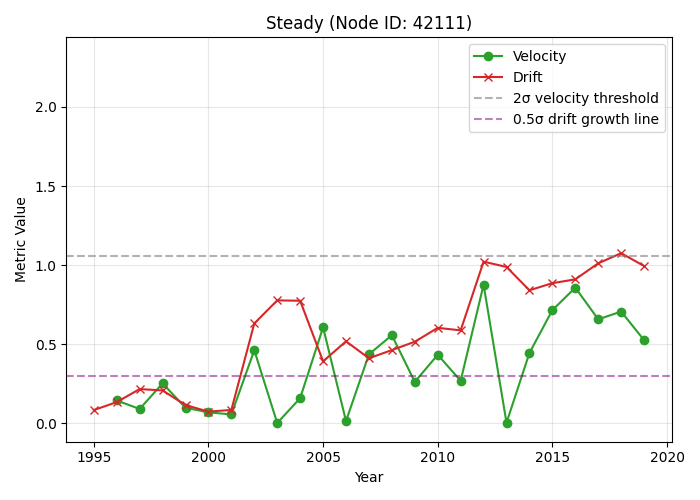 Steady (Node ID: 42111)
Velocity
Drift
2σ velocity threshold
0.5σ drift growth line
2.0
1.5
1.0
0.5
0.0
Metric Value
1995 2000 2005 2010 2015 2020
Year